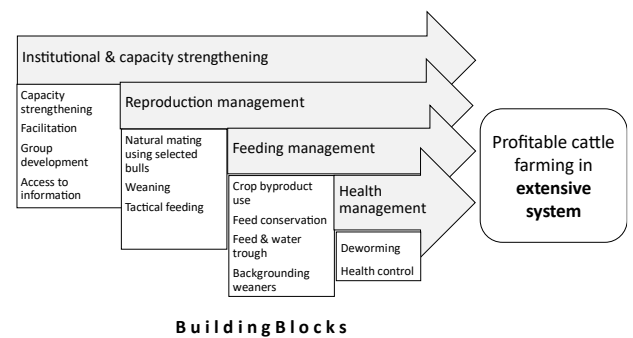 Institutional & capacity strengthening
Capacity
strengthening
Facilitation
Group
development
Access to
information
Reproduction management
Natural mating
using selected
bulls
Weaning
Tactical feeding
Feeding management
Crop byproduct
use
Feed conservation
Feed & water
trough
Backgrounding
weaners
Health
management
Deworming
Health control
Profitable cattle
farming in
extensive
system
BuildingBlocks